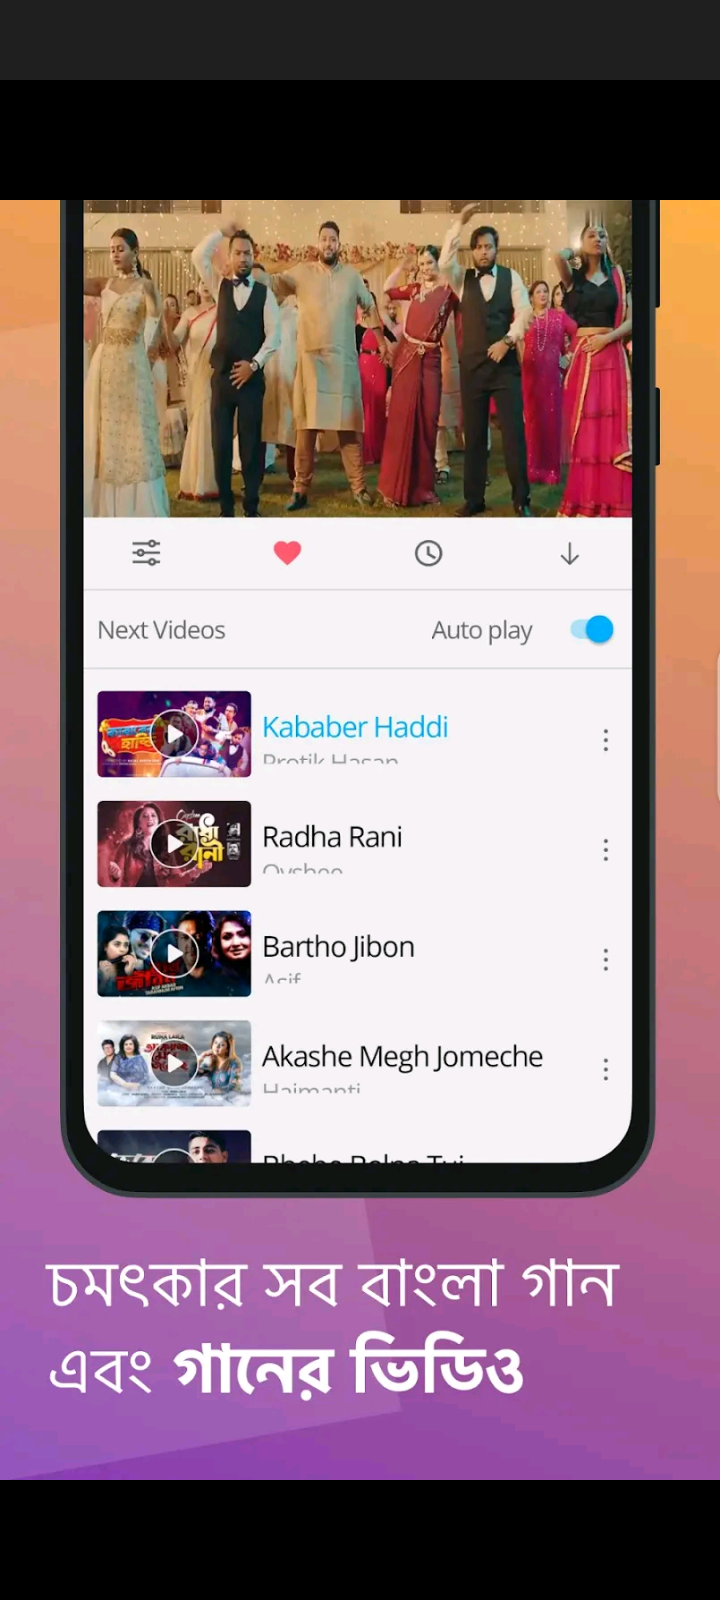 Next Videos Auto play
Kababer Haddi
Protik Hasan
Radha Rani
Oyshee
Bartho Jibon
Asif
Akashe Megh Jomeche
Haimanti
চমৎকার সব বাংলা গান
এবং গানের ভিডিও